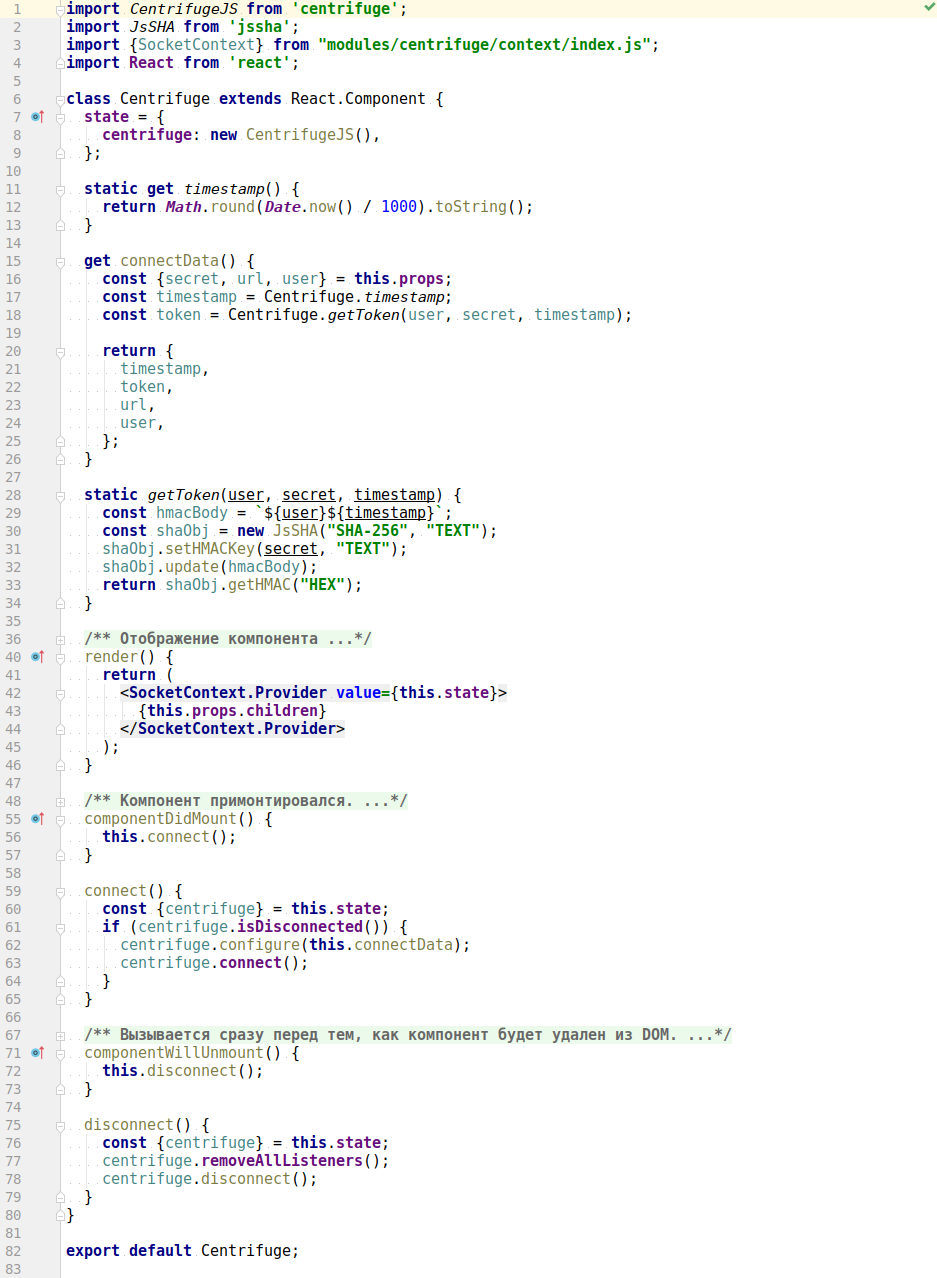 1 import CentrifugeJS from 'centrifuge';
2 import JsSHA from 'jssha';
3 import {SocketContext} from "modules/centrifuge/context/index.js";
4 import React from 'react';
5
6 class Centrifuge extends React.Component {
7   state = {
8     centrifuge: new CentrifugeJS(),
9   };
10
11   static get timestamp() {
12     return Math.round(Date.now() / 1000).toString();
13   }
14
15   get connectData() {
16     const {secret, url, user} = this.props;
17     const timestamp = Centrifuge.timestamp;
18     const token = Centrifuge.getToken(user, secret, timestamp);
19
20     return {
21       timestamp,
22       token,
23       url,
24       user,
25     };
26   }
27
28   static getToken(user, secret, timestamp) {
29     const hmacBody = `${user}${timestamp}`;
30     const shaObj = new JsSHA("SHA-256", "TEXT");
31     shaObj.setHMACKey(secret, "TEXT");
32     shaObj.update(hmacBody);
33     return shaObj.getHMAC("HEX");
34   }
35
36   /** Отображение компонента ...*/
40   render() {
41     return (
42       <SocketContext.Provider value={this.state}>
43         {this.props.children}
44       </SocketContext.Provider>
45     );
46   }
47
48   /** Компонент примонтировался. ...*/
55   componentDidMount() {
56     this.connect();
57   }
58
59   connect() {
60     const {centrifuge} = this.state;
61     if (centrifuge.isDisconnected()) {
62       centrifuge.configure(this.connectData);
63       centrifuge.connect();
64     }
65   }
66
67   /** Вызывается сразу перед тем, как компонент будет удален из DOM. ...*/
71   componentWillUnmount() {
72     this.disconnect();
73   }
74
75   disconnect() {
76     const {centrifuge} = this.state;
77     centrifuge.removeAllListeners();
78     centrifuge.disconnect();
79   }
80 }
81
82 export default Centrifuge;
83